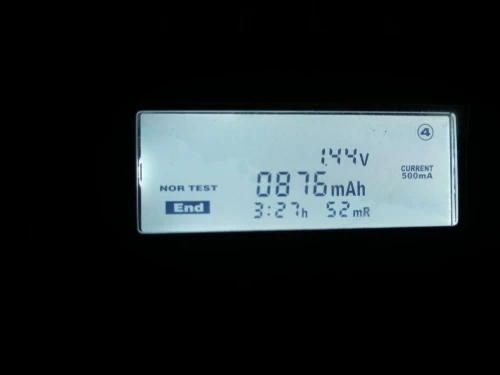 4
1.44V
CURRENT
500mA
NOR TEST
0876mAh
End
3:27h 52mR